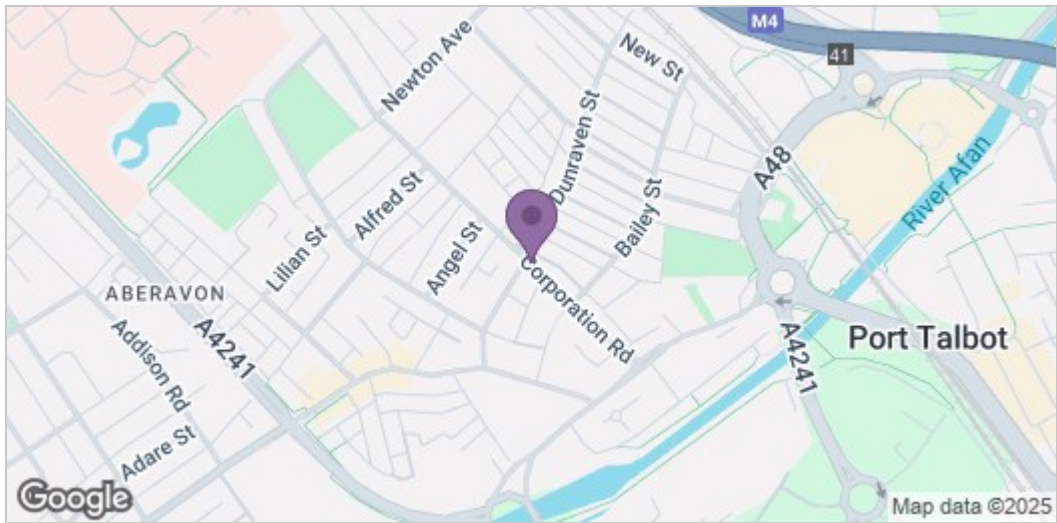 M4
41
New St
Newton Ave
Dunraven St
A48
River Afan
Alfred St
Bailey St
Angel St
Lilian St
Corporation Rd
ABERAVON
A4241
Addison Rd
Port Talbot
A4241
Adare St
Google
Map data ©2025